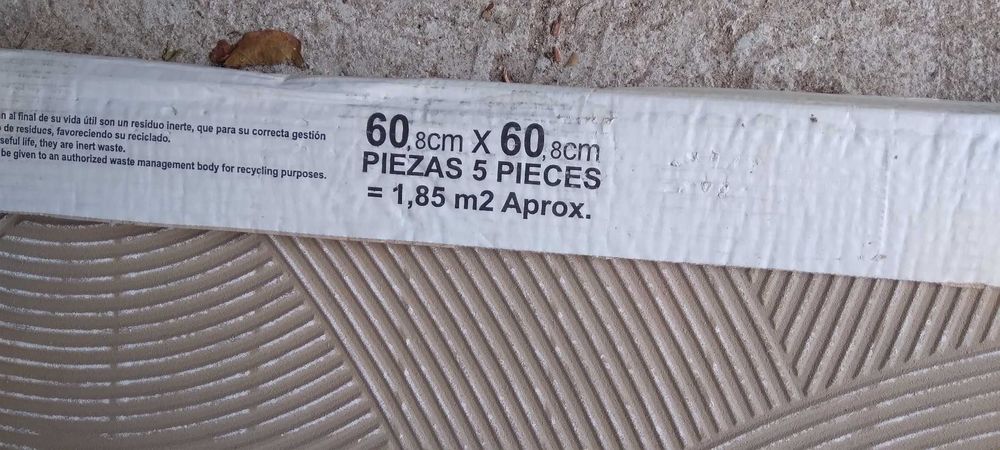 n al final de su vida útil son un residuo inerte, que para su correcta gestión
de residuos, favoreciendo su reciclado.
seful life, they are inert waste.
be given to an authorized waste management body for recycling purposes.
60,8cm X 60,8cm
PIEZAS 5 PIECES
= 1,85 m2 Aprox.